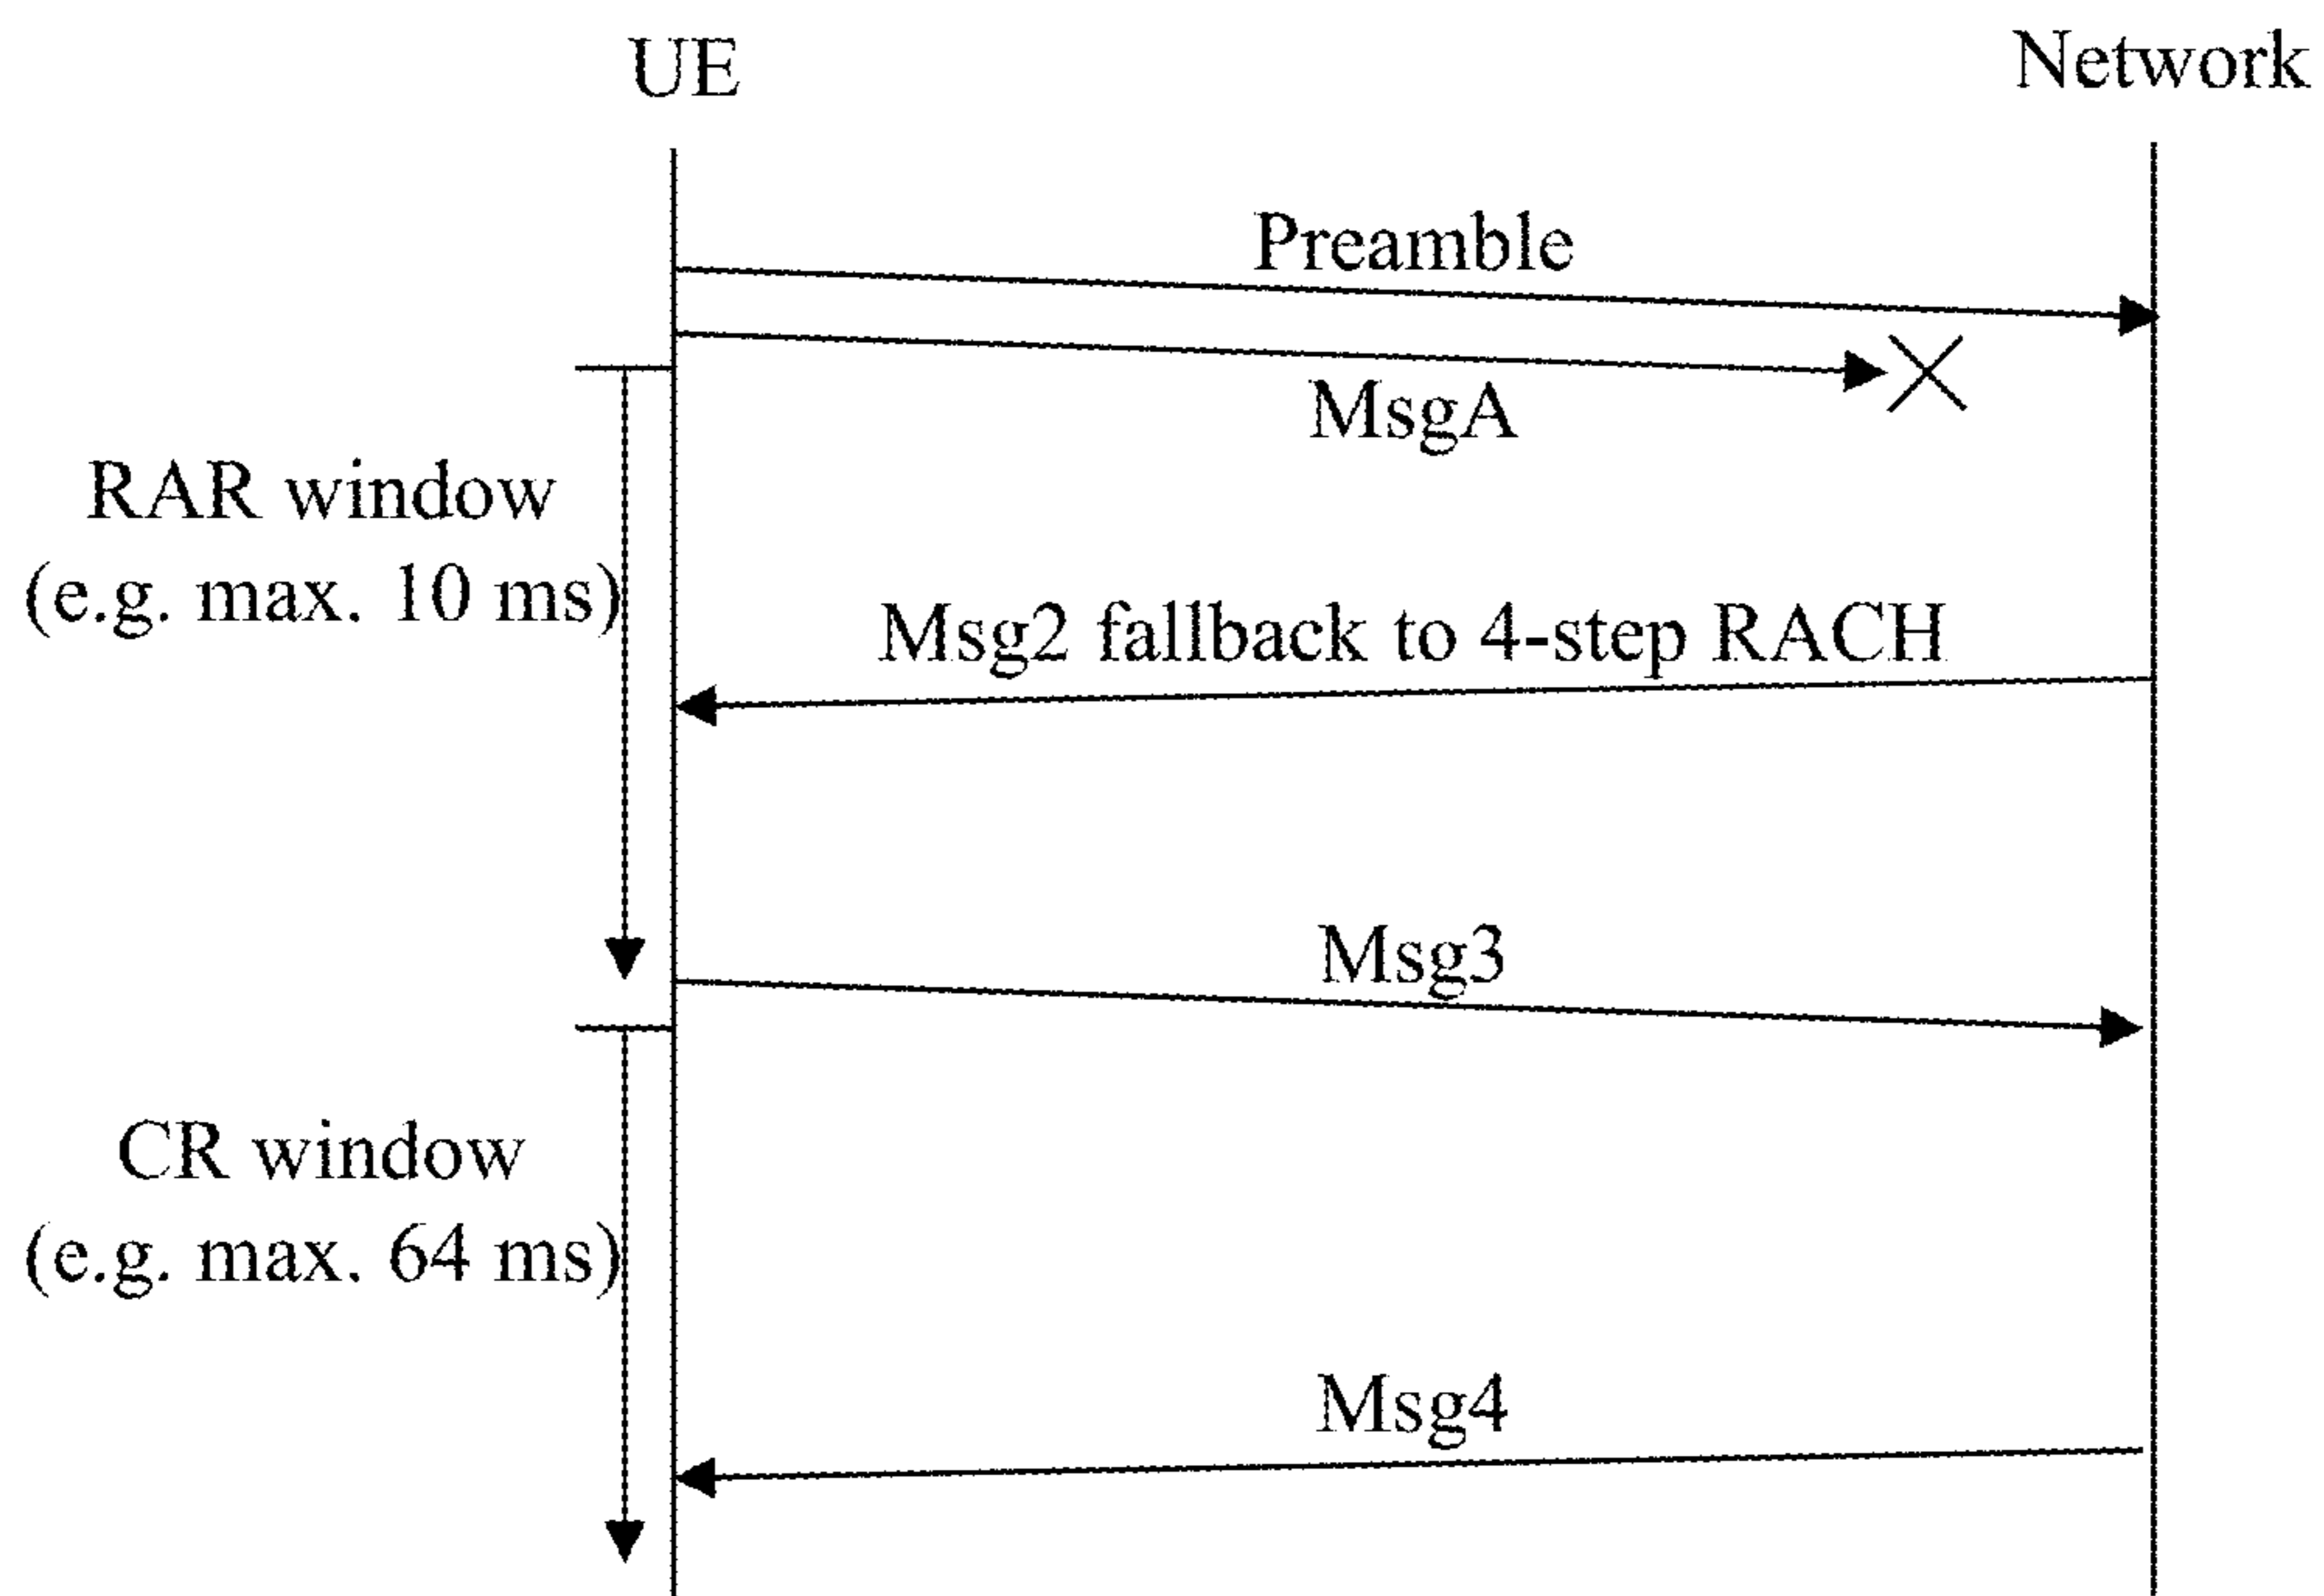 UE
Network
Preamble
MsgA
RAR window
(e.g. max. 10 ms)
Msg2 fallback to 4-step RACH
Msg3
CR window
(e.g. max. 64 ms)
Msg4